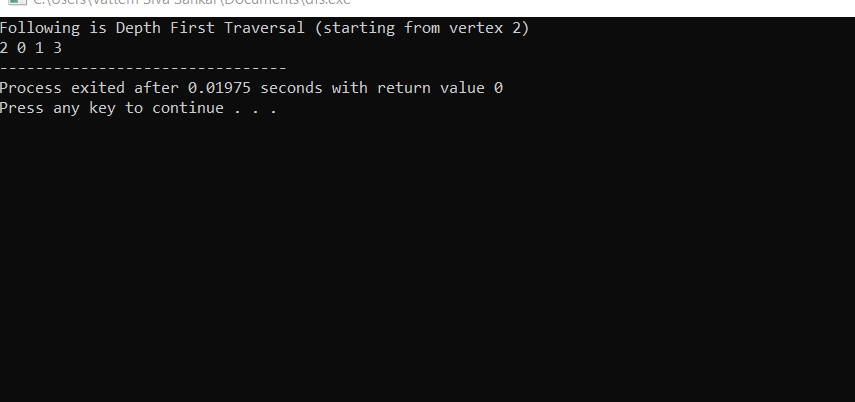 C:\Users\Vattem Siva Sankar\Documents\dfs.exe
Following is Depth First Traversal (starting from vertex 2)
2 0 1 3
--------------------------------
Process exited after 0.01975 seconds with return value 0
Press any key to continue . . .